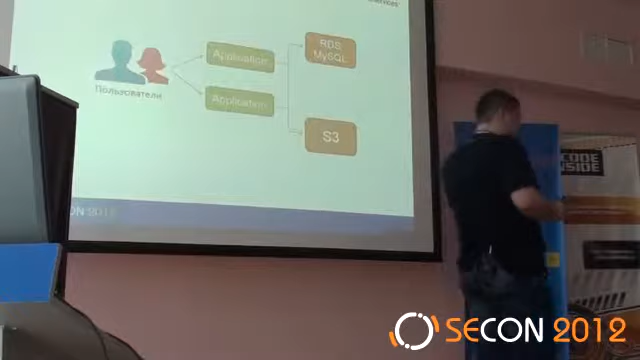 Application
RDS
MySQL
Пользователи
Application
S3
CODE
INSIDE
SECON 2012